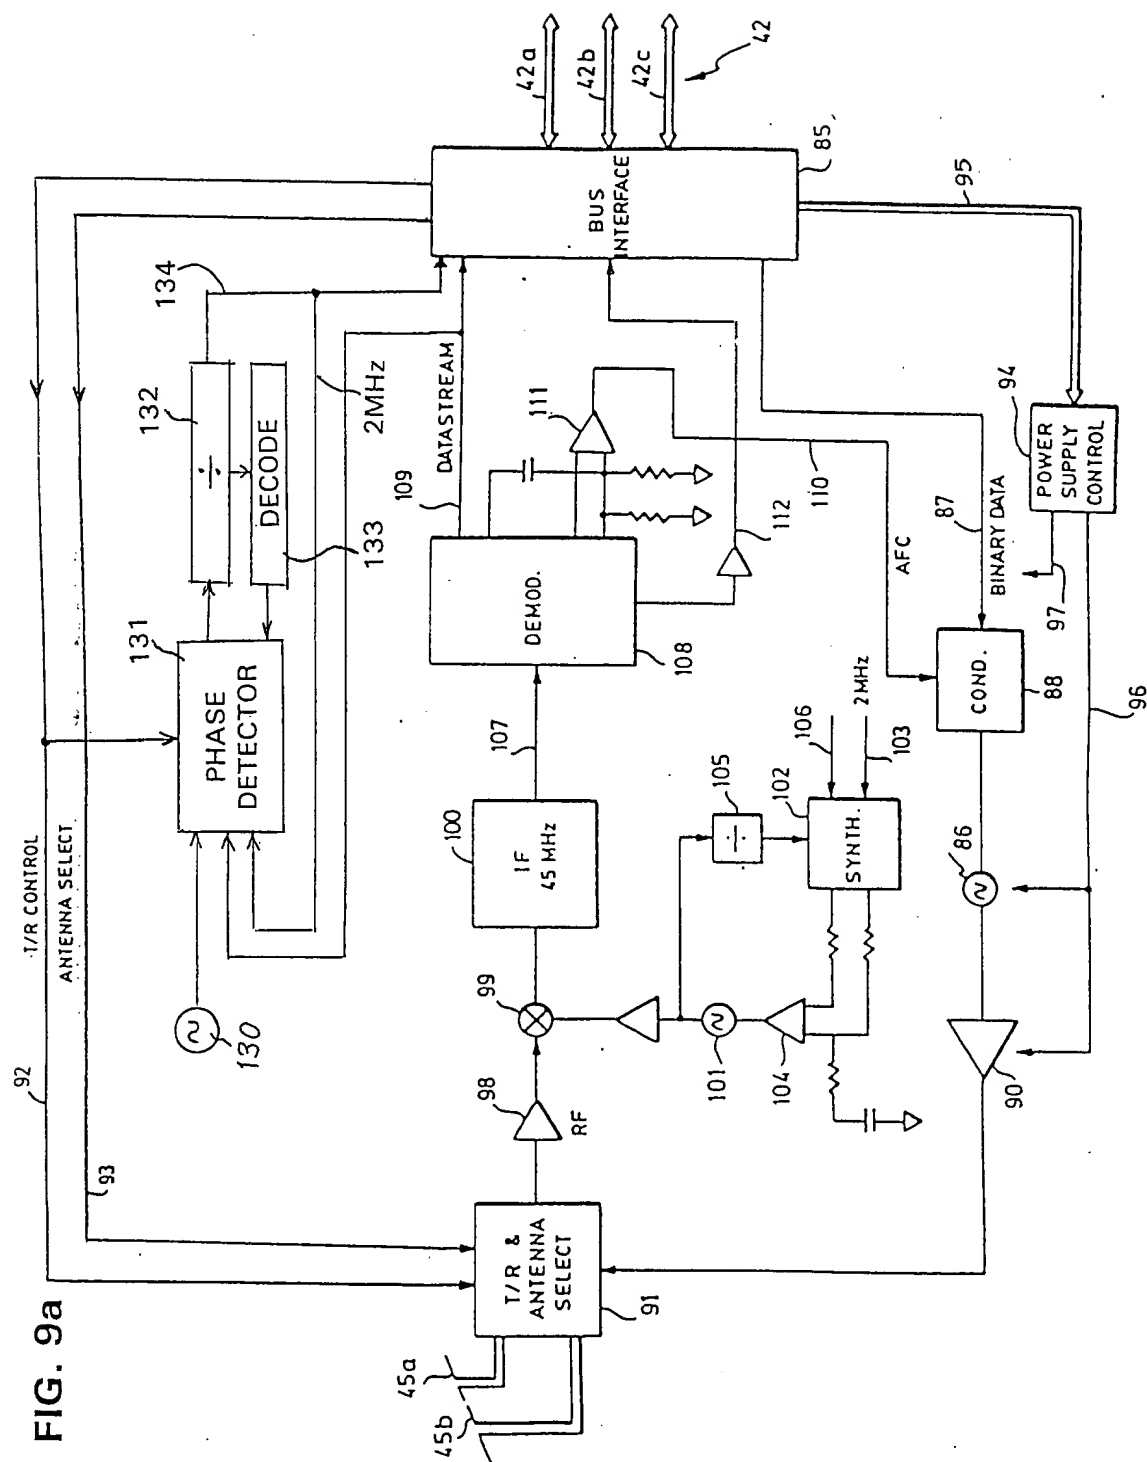 FIG. 9a
92
T/R CONTROL
ANTENNA SELECT
93
130
131
PHASE
DETECTOR
132
÷
DECODE
133
134
2MHz
DATASTREAM
109
45a
45b
T/R &
ANTENNA
SELECT
91
98
RF
99
100
IF
45 MHz
107
DEMOD.
108
111
112
110
AFC
BUS
INTERFACE
85
42a
42b
42c
42
95
101
104
105
÷
102
SYNTH.
106
2MHz
103
90
86
COND.
88
87
BINARY DATA
94
POWER
SUPPLY
CONTROL
97
96